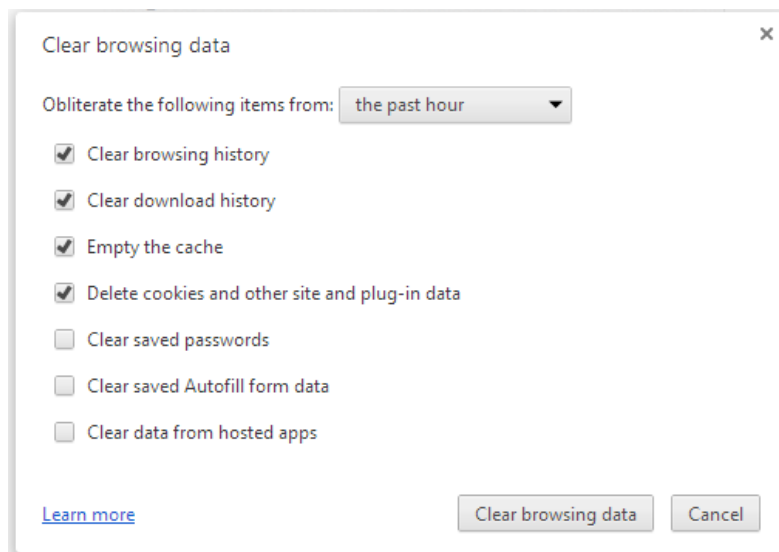 Clear browsing data
Obliterate the following items from: the past hour
Clear browsing history
Clear download history
Empty the cache
Delete cookies and other site and plug-in data
Clear saved passwords
Clear saved Autofill form data
Clear data from hosted apps
Learn more Clear browsing data Cancel